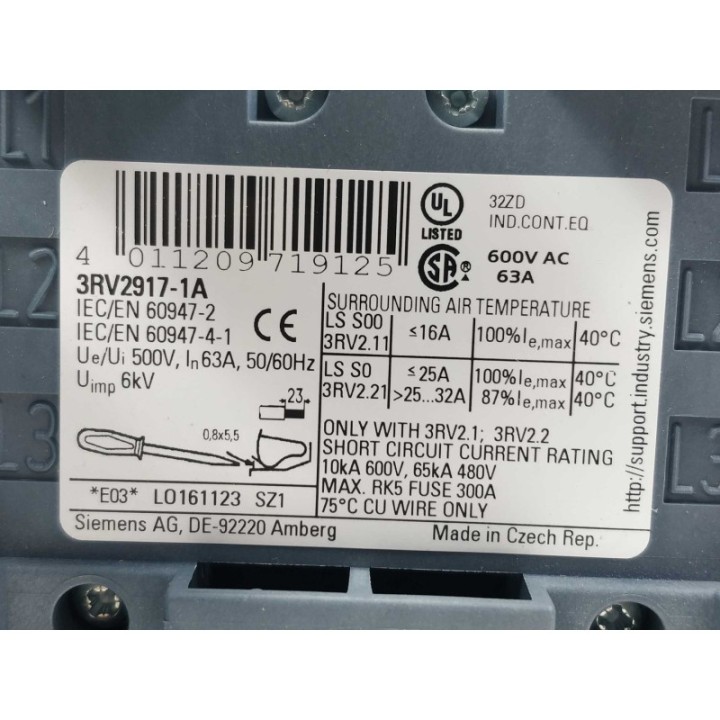 L1
L2
L3
4 011209 719125
3RV2917-1A
IEC/EN 60947-2
IEC/EN 60947-4-1
CE
Ue/Ui 500V, In 63A, 50/60Hz
Uimp 6kV
23
0,8x5,5
*E03* LO161123 SZ1
Siemens AG, DE-92220 Amberg
UL
LISTED
32ZD
IND.CONT.EQ
SA
600V AC
63A
SURROUNDING AIR TEMPERATURE
LS S00 ≤16A 100%Ie,max 40°C
3RV2.11
LS S0 ≤25A 100%Ie,max 40°C
3RV2.21 >25...32A 87%Ie,max 40°C
ONLY WITH 3RV2.1; 3RV2.2
SHORT CIRCUIT CURRENT RATING
10kA 600V, 65kA 480V
MAX. RK5 FUSE 300A
75°C CU WIRE ONLY
Made in Czech Rep.
http://support.industry.siemens.com